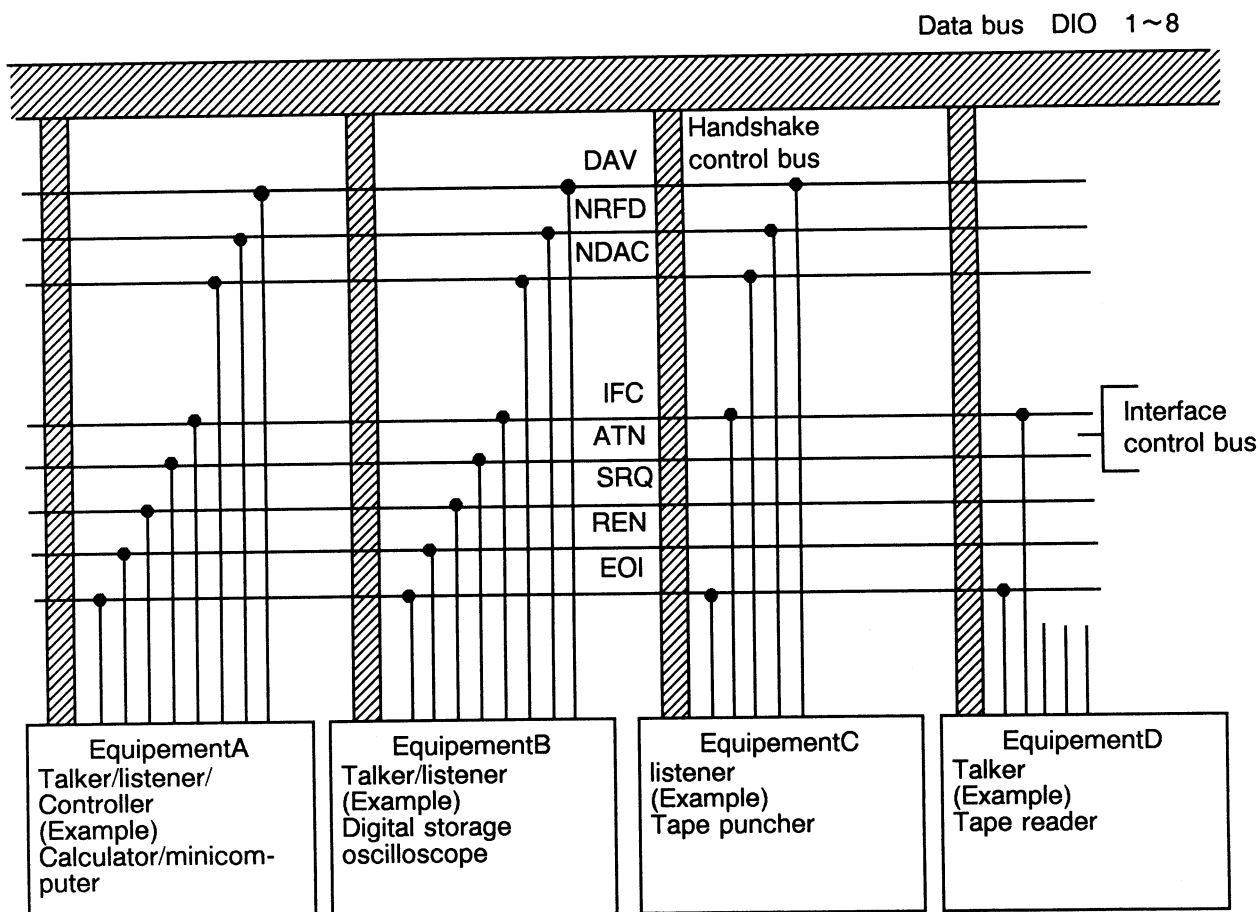 Data bus DIO 1~8
Handshake
control bus
DAV
NRFD
NDAC
IFC
ATN
SRQ
REN
EOI
Interface
control bus
EquipementA
Talker/listener/
Controller
(Example)
Calculator/minicom-
puter
EquipementB
Talker/listener
(Example)
Digital storage
oscilloscope
EquipementC
listener
(Example)
Tape puncher
EquipementD
Talker
(Example)
Tape reader